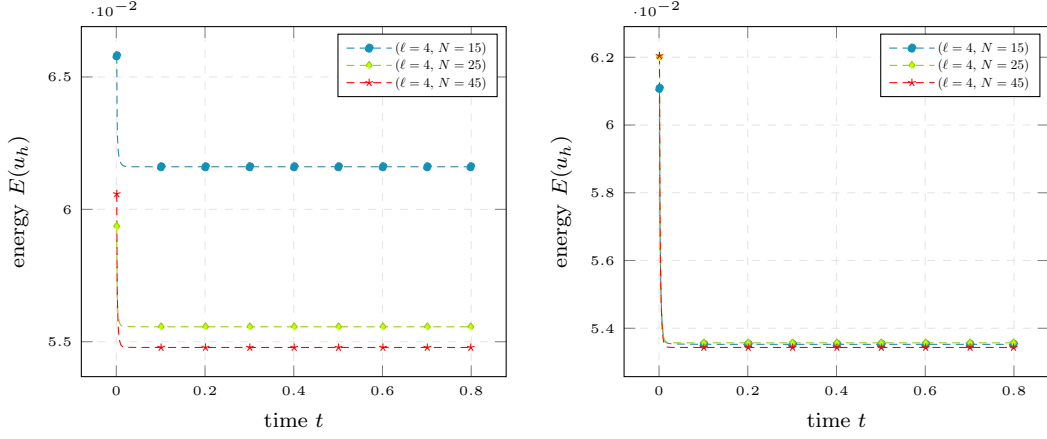 ·10−2
6.5
6
5.5
0
0.2
0.4
0.6
0.8
time t
energy E(u_h)
(ℓ = 4, N = 15)
(ℓ = 4, N = 25)
(ℓ = 4, N = 45)
·10−2
6.2
6
5.8
5.6
5.4
0
0.2
0.4
0.6
0.8
time t
energy E(u_h)
(ℓ = 4, N = 15)
(ℓ = 4, N = 25)
(ℓ = 4, N = 45)